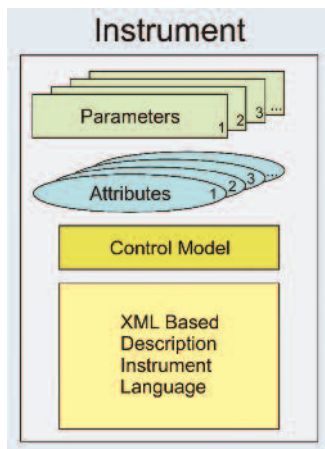 Instrument
Parameters
1
2
3
...
Attributes
1
2
3
...
Control Model
XML Based
Description
Instrument
Language